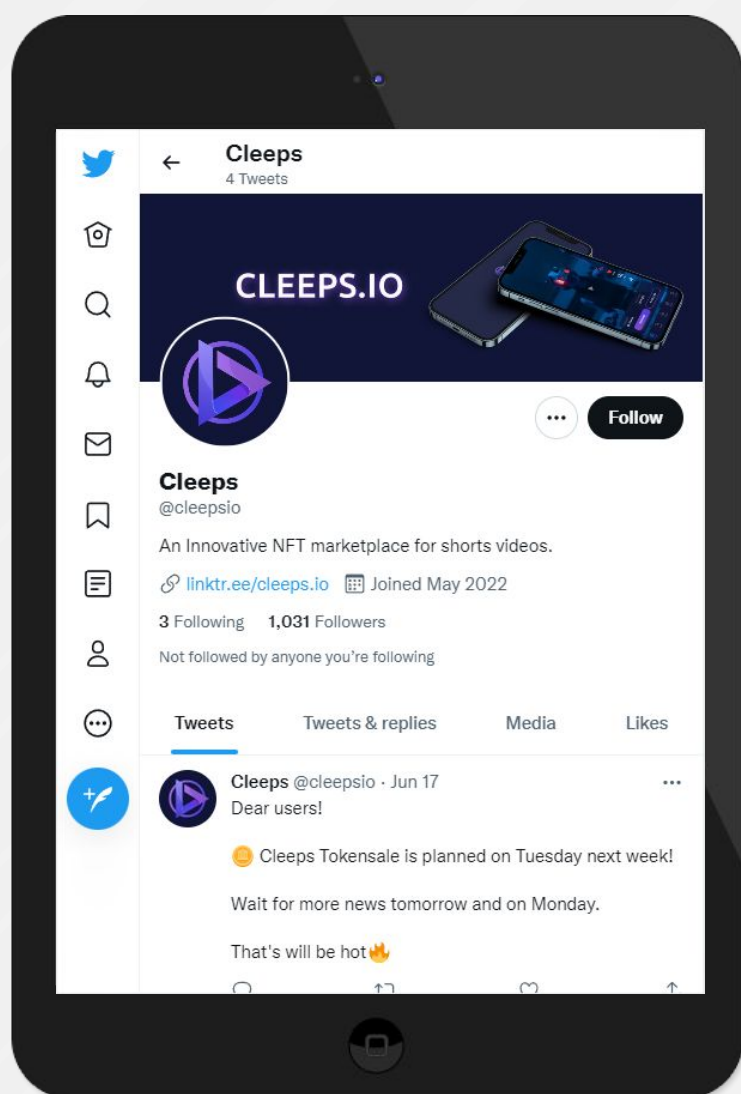 Cleeps
4 Tweets
CLEEPS.IO
Follow
Cleeps
@cleepsio
An Innovative NFT marketplace for shorts videos.
linktr.ee/cleeps.io Joined May 2022
3 Following 1,031 Followers
Not followed by anyone you're following
Tweets Tweets & replies Media Likes
Cleeps @cleepsio · Jun 17
Dear users!
Cleeps Tokensale is planned on Tuesday next week!
Wait for more news tomorrow and on Monday.
That's will be hot🔥